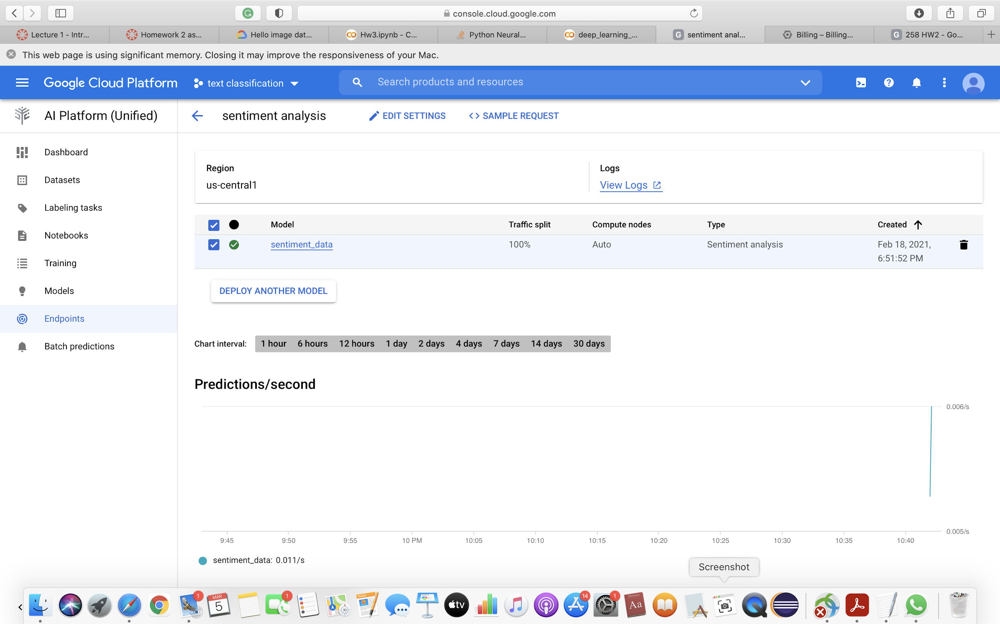 console.cloud.google.com
Lecture 1 - Intr...
Homework 2 as...
Hello image dat...
Hw3.ipynb - C...
Python Neural...
deep_learning_...
G sentiment anal...
Billing – Billing...
G 258 HW2 - Go...
This web page is using significant memory. Closing it may improve the responsiveness of your Mac.
Google Cloud Platform
text classification
Search products and resources
AI Platform (Unified)
sentiment analysis
EDIT SETTINGS
<> SAMPLE REQUEST
Dashboard
Datasets
Labeling tasks
Notebooks
Training
Models
Endpoints
Batch predictions
Region
us-central1
Logs
View Logs
Model Traffic split Compute nodes Type Created
sentiment_data 100% Auto Sentiment analysis Feb 18, 2021,
6:51:52 PM
DEPLOY ANOTHER MODEL
Chart interval: 1 hour 6 hours 12 hours 1 day 2 days 4 days 7 days 14 days 30 days
Predictions/second
0.006/s
0.005/s
9:45 9:50 9:55 10 PM 10:05 10:10 10:15 10:20 10:25 10:30 10:35 10:40
sentiment_data: 0.011/s
Screenshot
1
MAR
5
1
3D
PAGES
tv
14
1
Dictionary
Aa